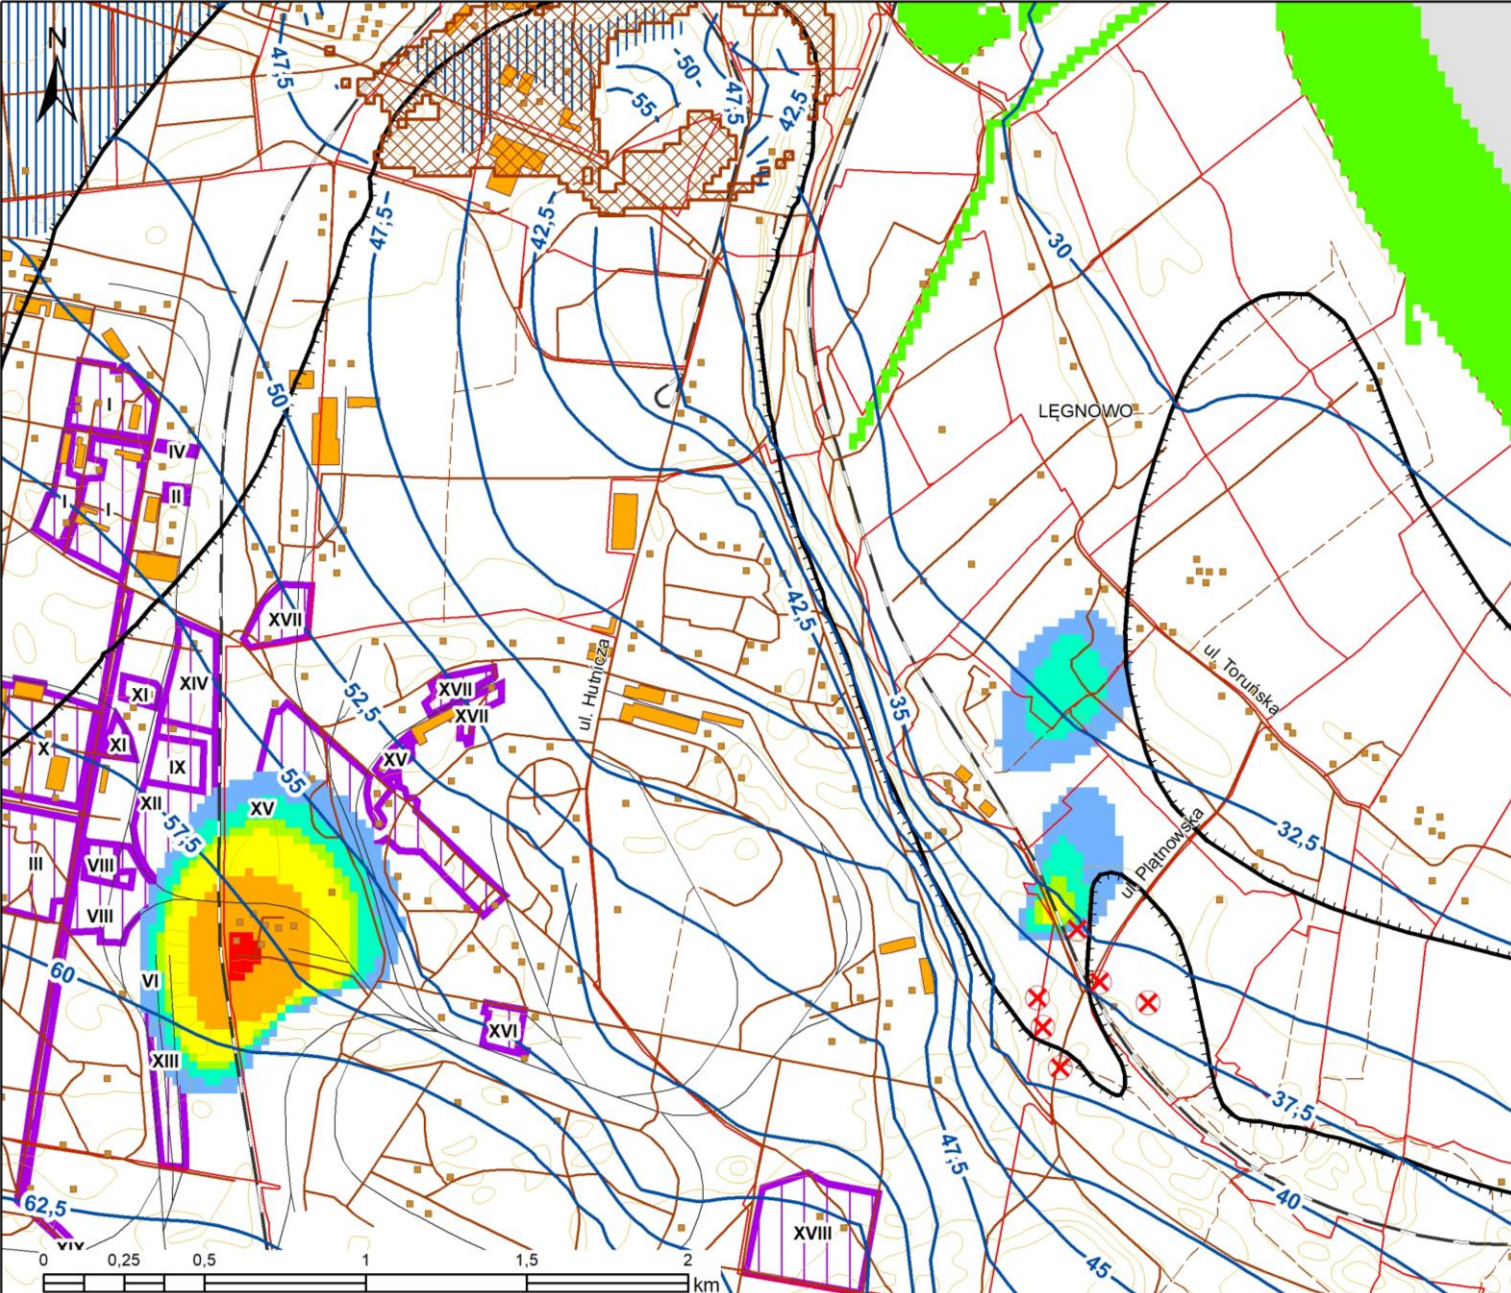 N
47,5
-50-
55-
47,5
42,5
47,5
42,5
30
50
LĘGNOWO
I
IV
I
I
II
XVII
42,5
ul. Hutnicza
ul. Toruńska
XI
XIV
XVII
XVII
52,5
35
X
XI
IX
XV
55
XII
XV
57,5
32,5
ul. Płątnowska
III
VIII
VIII
60
VI
XVI
XIII
37,5
47,5
40
62,5
XVIII
45
XIX
0 0,25 0,5 1 1,5 2
km